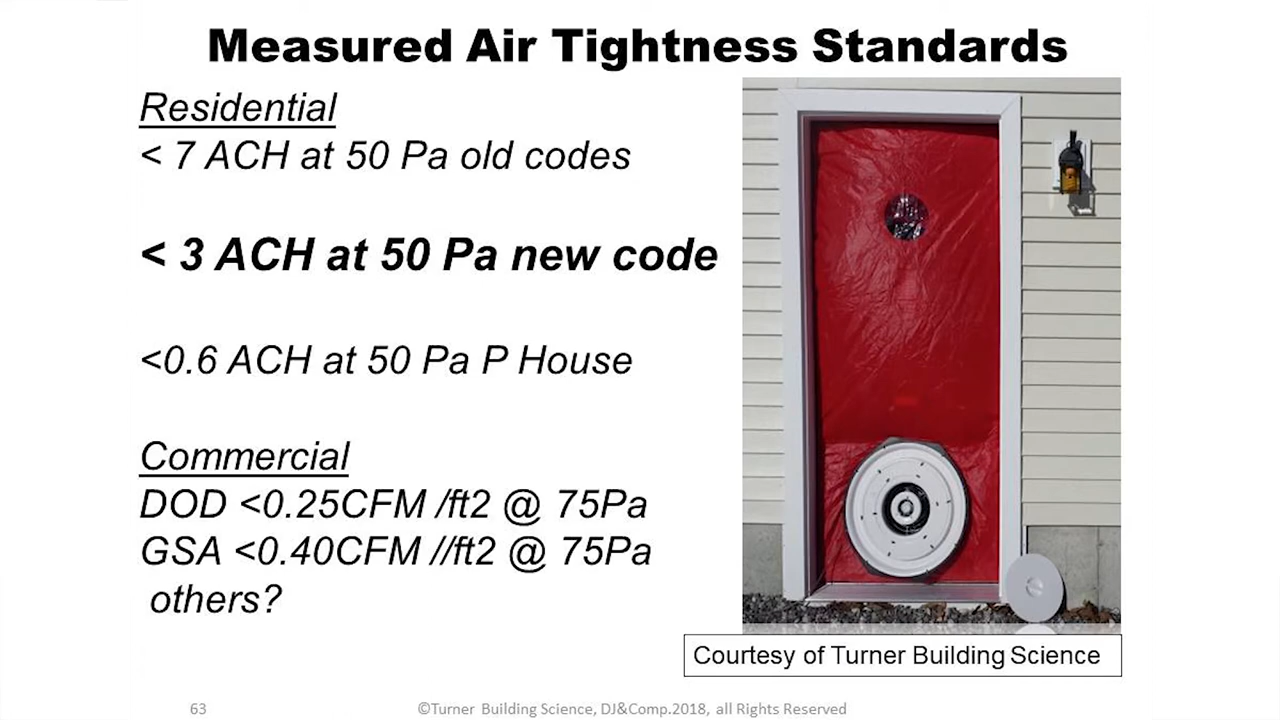 Measured Air Tightness Standards
Residential
< 7 ACH at 50 Pa old codes
< 3 ACH at 50 Pa new code
<0.6 ACH at 50 Pa P House
Commercial
DOD <0.25CFM /ft2 @ 75Pa
GSA <0.40CFM //ft2 @ 75Pa
others?
Courtesy of Turner Building Science
63
©Turner Building Science, DJ&Comp.2018, all Rights Reserved